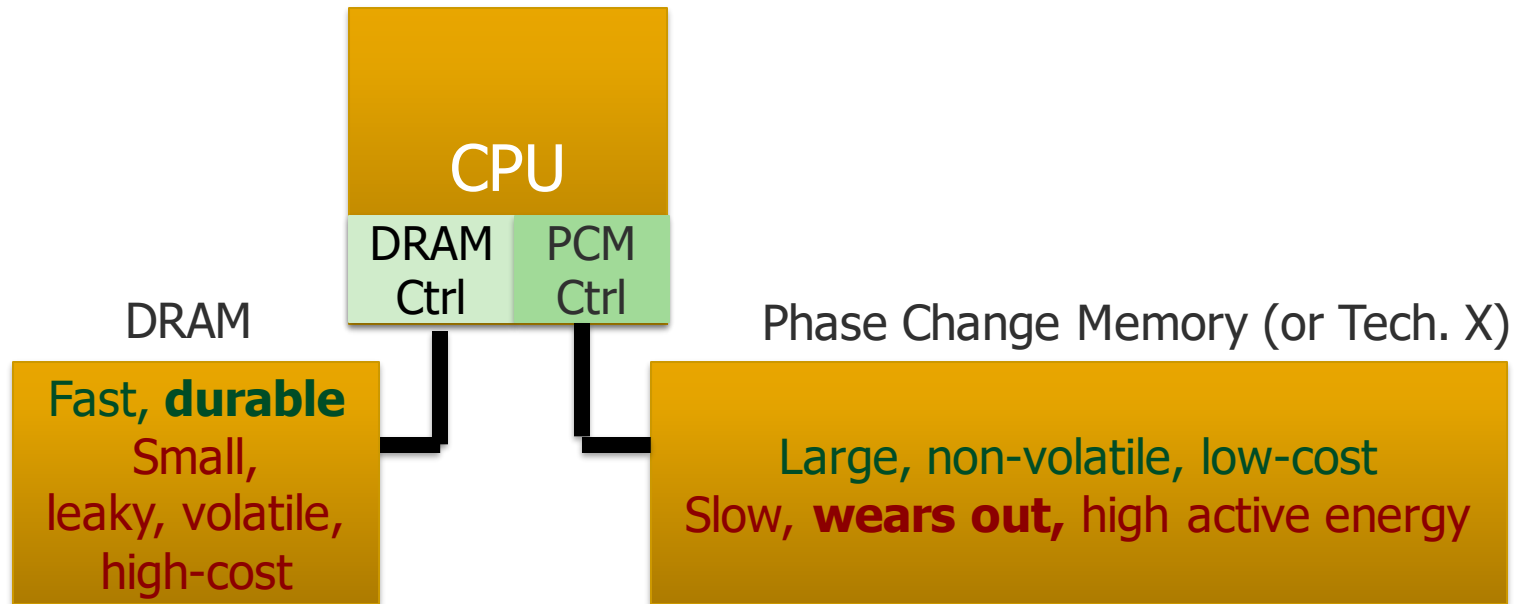 CPU
DRAM
Ctrl
PCM
Ctrl
DRAM
Fast, durable
Small,
leaky, volatile,
high-cost
Phase Change Memory (or Tech. X)
Large, non-volatile, low-cost
Slow, wears out, high active energy